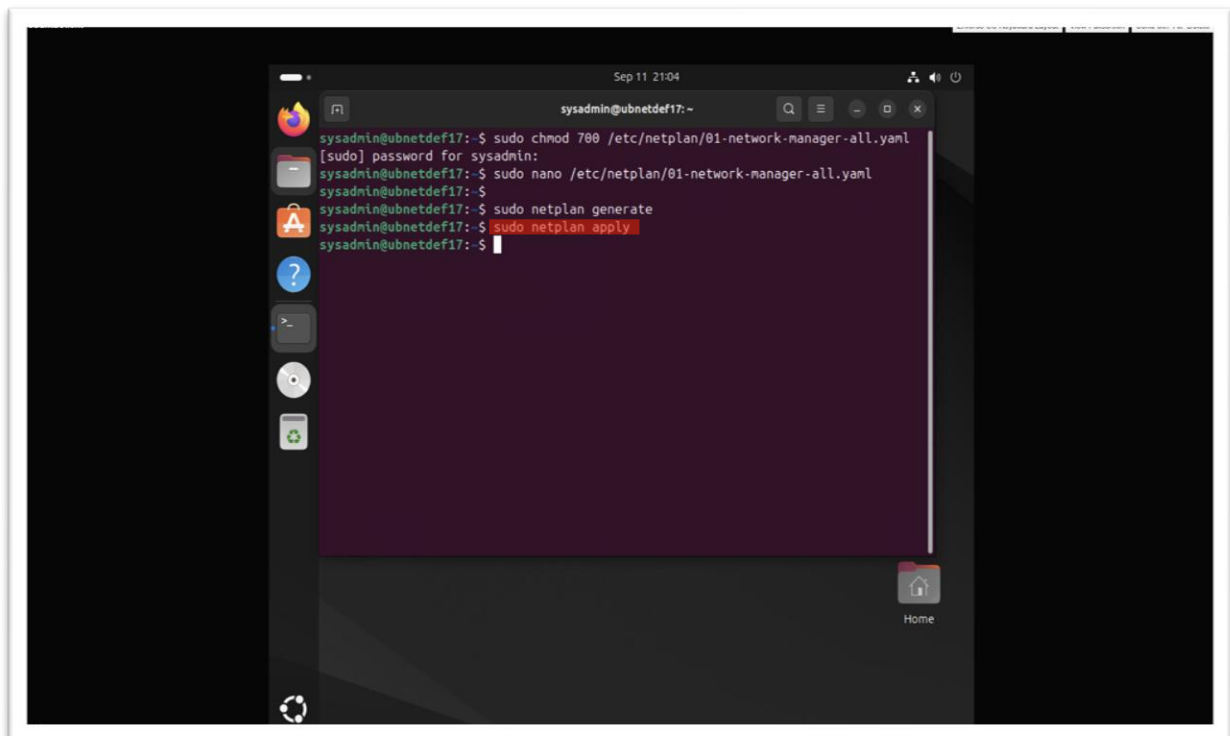 Sep 11 21:04
sysadmin@ubnetdef17: ~
sysadmin@ubnetdef17:~$ sudo chmod 700 /etc/netplan/01-network-manager-all.yaml
[sudo] password for sysadmin:
sysadmin@ubnetdef17:~$ sudo nano /etc/netplan/01-network-manager-all.yaml
sysadmin@ubnetdef17:~$
sysadmin@ubnetdef17:~$ sudo netplan generate
sysadmin@ubnetdef17:~$ sudo netplan apply
sysadmin@ubnetdef17:~$
Home